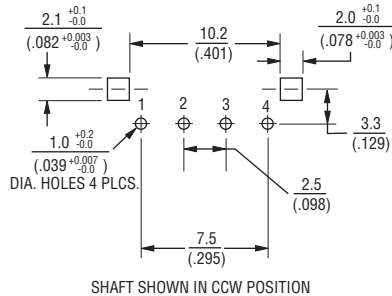 2.1 +0.1 -0.0
(.082 +0.003 -0.0)
10.2
(.401)
2.0 +0.1 -0.0
(.078 +0.003 -0.0)
1 2 3 4
1.0 +0.2 -0.0
(.039 +0.007 -0.0)
DIA. HOLES 4 PLCS.
3.3
(.129)
2.5
(.098)
7.5
(.295)
SHAFT SHOWN IN CCW POSITION